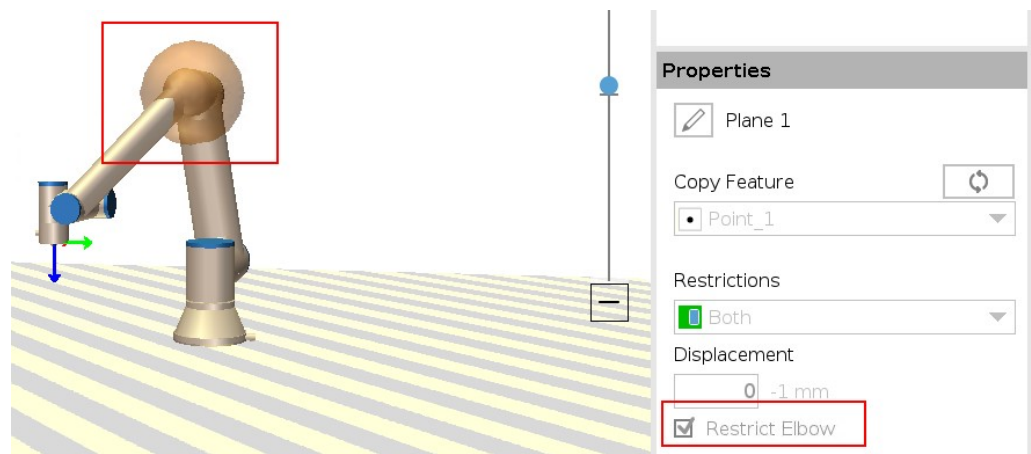 Properties
Plane 1
Copy Feature
Point_1
Restrictions
Both
Displacement
0 -1 mm
Restrict Elbow